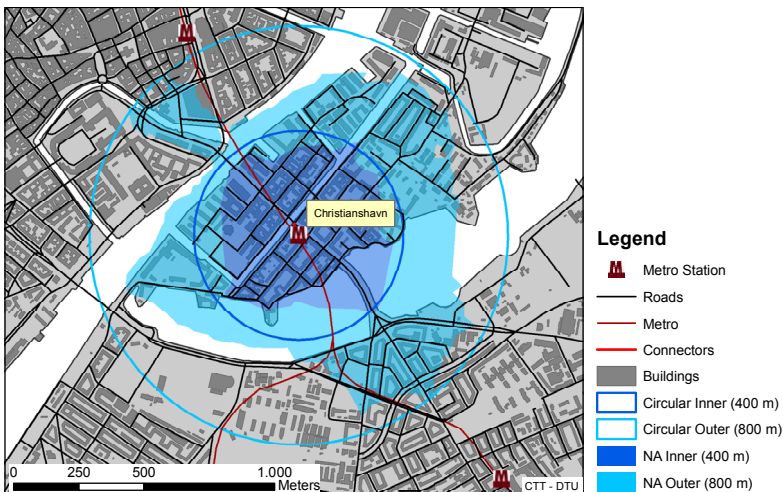 Christianshavn
0 250 500 1.000
Meters
CTT - DTU
Legend
Metro Station
Roads
Metro
Connectors
Buildings
Circular Inner (400 m)
Circular Outer (800 m)
NA Inner (400 m)
NA Outer (800 m)